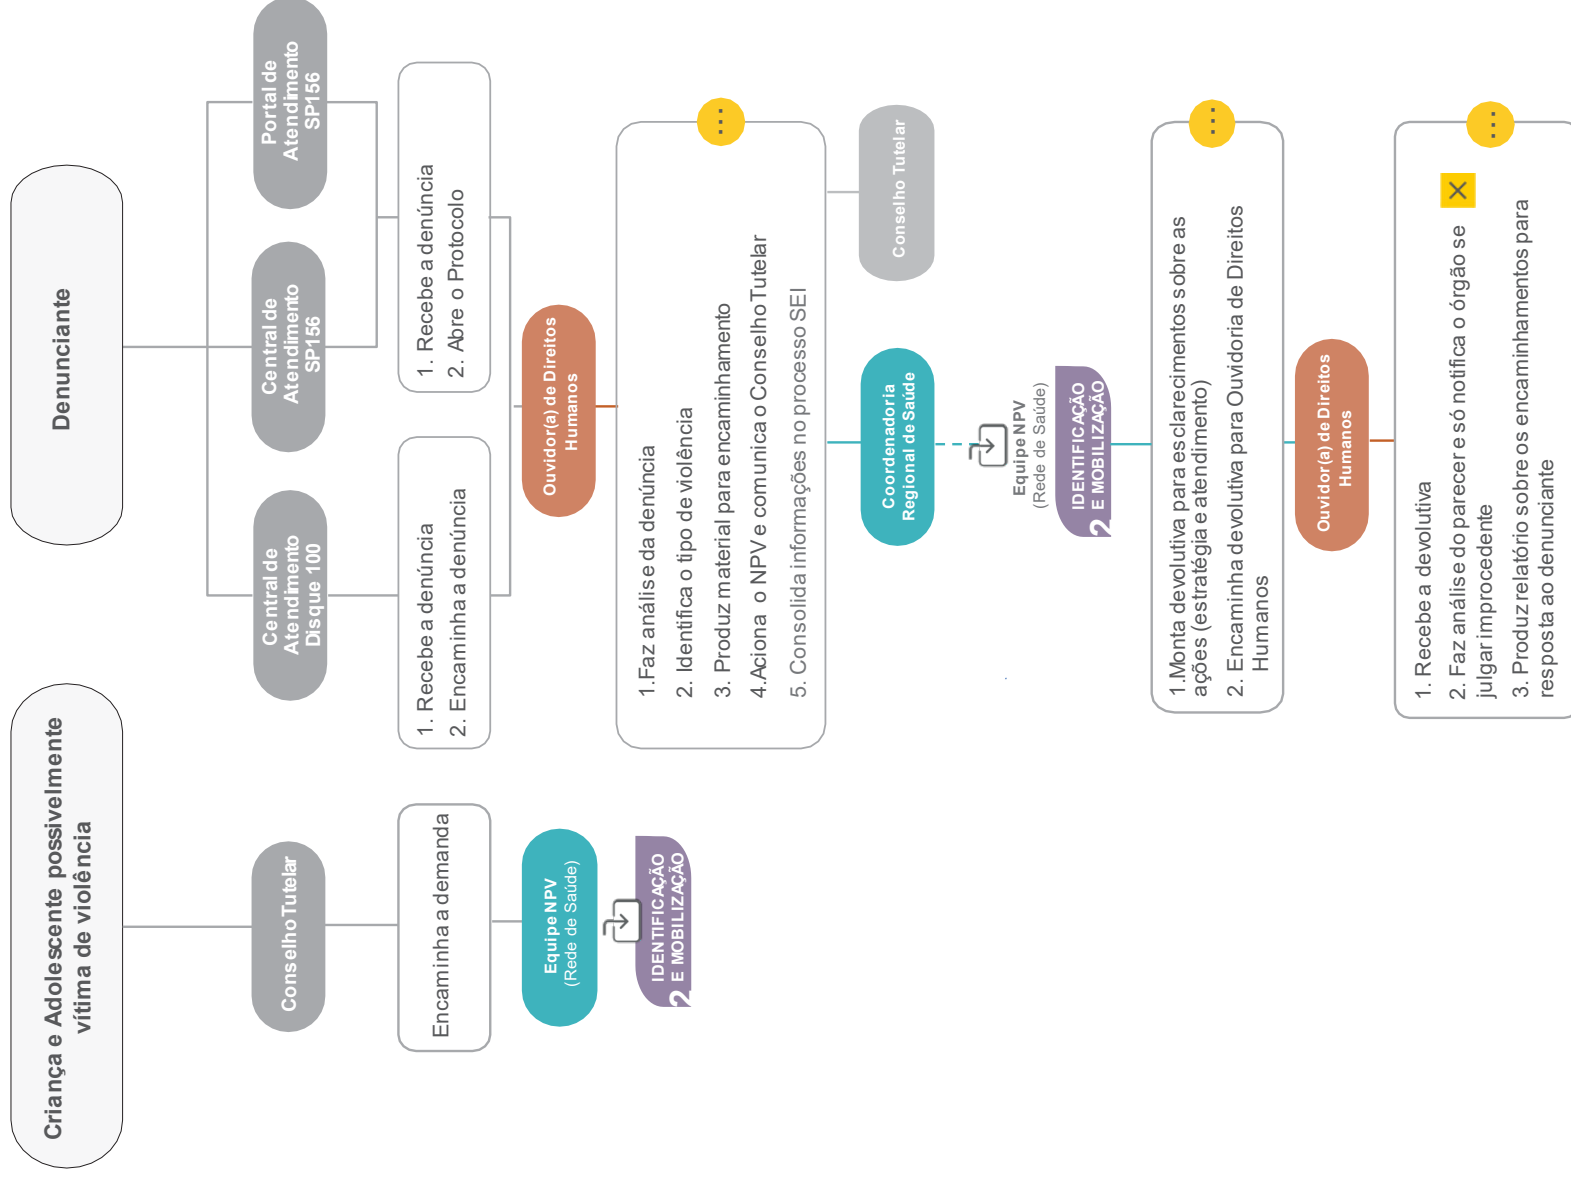 Criança e Adolescente possivelmente
vítima de violência
Conselho Tutelar
Encaminha a demanda
Equipe NPV
(Rede de Saúde)
2
IDENTIFICAÇÃO
E MOBILIZAÇÃO
Denunciante
Central de
Atendimento
Disque 100
Central de
Atendimento
SP156
Portal de
Atendimento
SP156
1. Recebe a denúncia
2. Encaminha a denúncia
1. Recebe a denúncia
2. Abre o Protocolo
Ouvidor(a) de Direitos
Humanos
1.Faz análise da denúncia
2. Identifica o tipo de violência
3. Produz material para encaminhamento
4.Aciona o NPV e comunica o Conselho Tutelar
5. Consolida informações no processo SEI
...
Coordenadoria
Regional de Saúde
Conselho Tutelar
Equipe NPV
(Rede de Saúde)
2
IDENTIFICAÇÃO
E MOBILIZAÇÃO
1.Monta devolutiva para esclarecimentos sobre as
ações (estratégia e atendimento)
2. Encaminha devolutiva para Ouvidoria de Direitos
Humanos
...
Ouvidor(a) de Direitos
Humanos
1. Recebe a devolutiva
2. Faz análise do parecer e só notifica o órgão se
julgar improcedente
3. Produz relatório sobre os encaminhamentos para
resposta ao denunciante
...